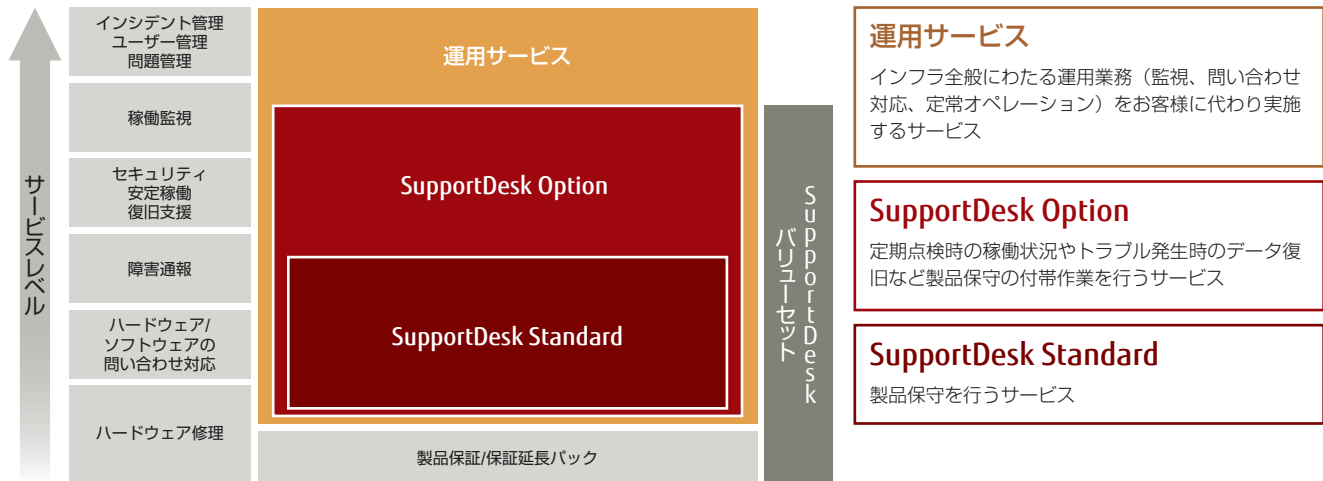 サービスレベル
インシデント管理
ユーザー管理
問題管理
稼働監視
セキュリティ
安定稼働
復旧支援
障害通報
ハードウェア/
ソフトウェアの
問い合わせ対応
ハードウェア修理
運用サービス
SupportDesk Option
SupportDesk Standard
製品保証/保証延長パック
SupportDesk
バリューセット
運用サービス
インフラ全般にわたる運用業務（監視、問い合わせ
対応、定常オペレーション）をお客様に代わり実施
するサービス
SupportDesk Option
定期点検時の稼働状況やトラブル発生時のデータ復
旧など製品保守の付帯作業を行うサービス
SupportDesk Standard
製品保守を行うサービス